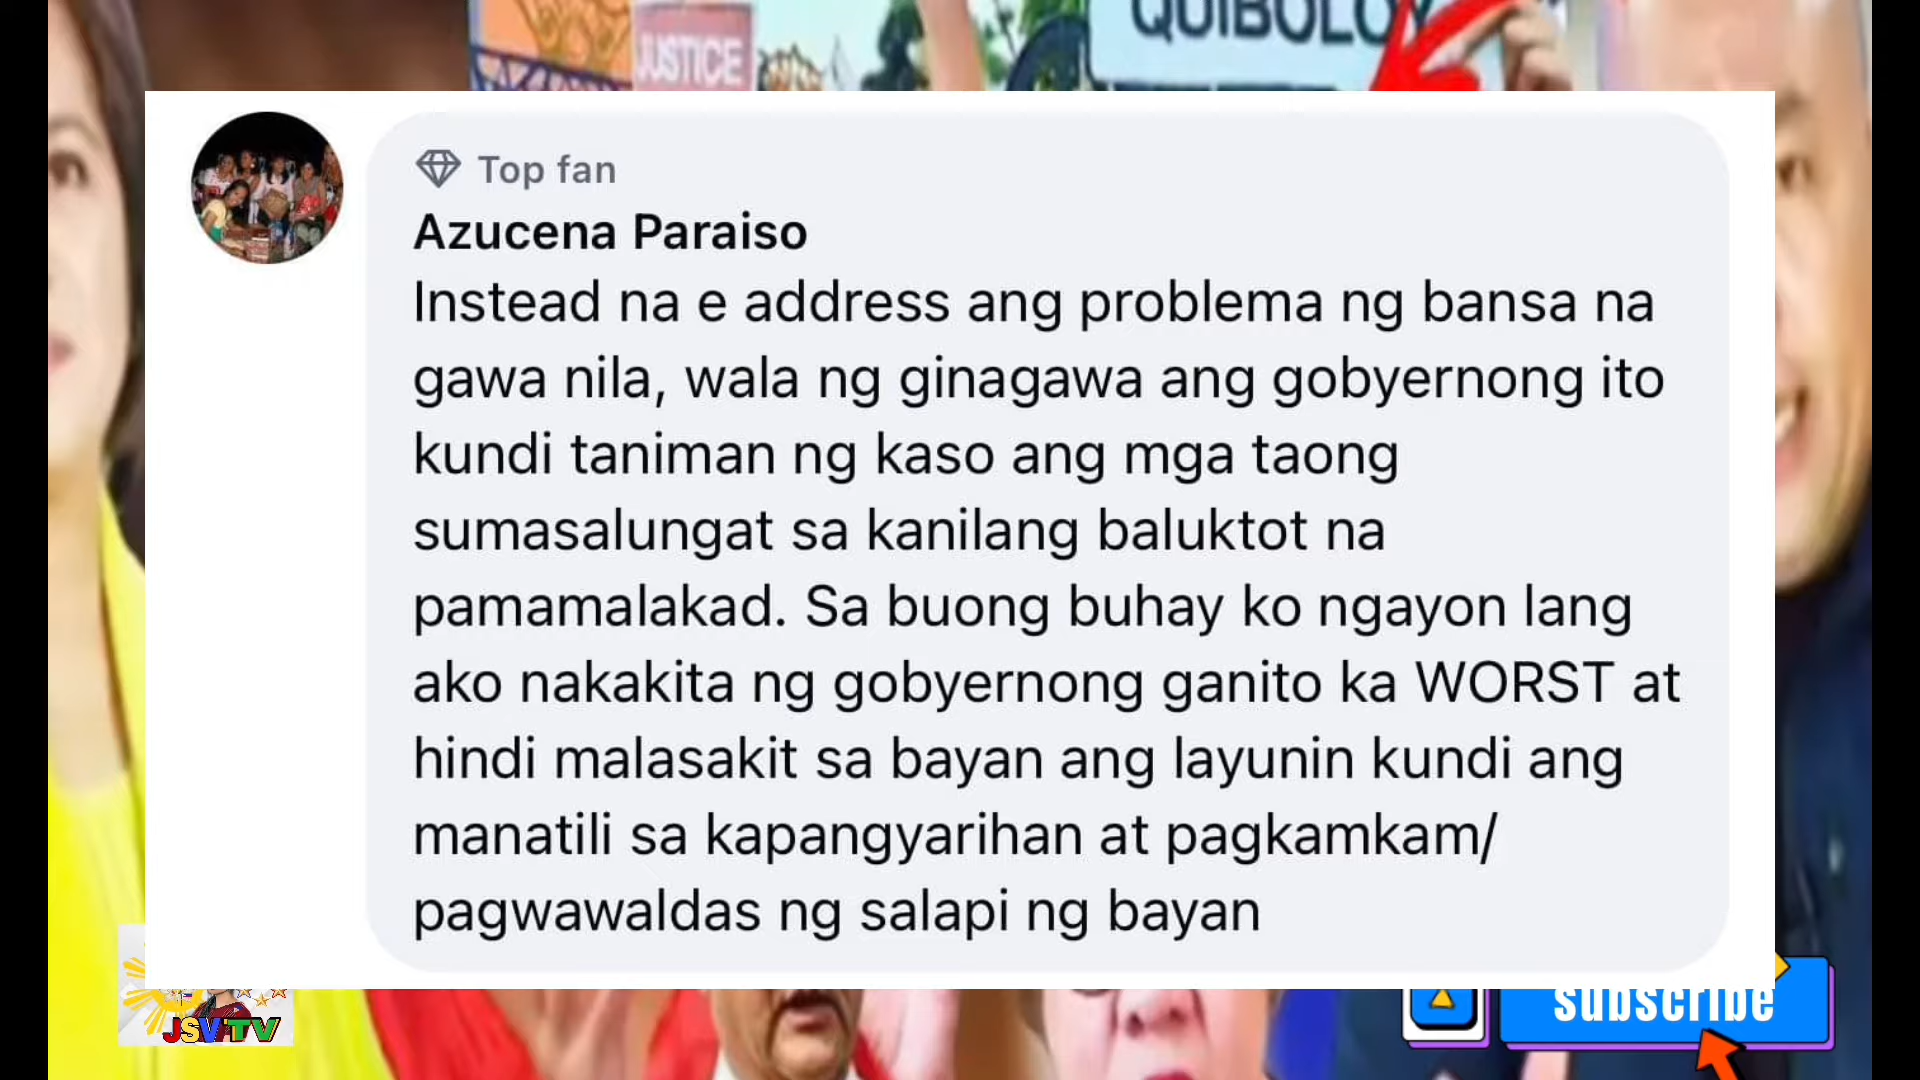 JUSTICE
QUIBOLOY
Top fan
Azucena Paraiso
Instead na e address ang problema ng bansa na
gawa nila, wala ng ginagawa ang gobyernong ito
kundi taniman ng kaso ang mga taong
sumasalungat sa kanilang baluktot na
pamamalakad. Sa buong buhay ko ngayon lang
ako nakakita ng gobyernong ganito ka WORST at
hindi malasakit sa bayan ang layunin kundi ang
manatili sa kapangyarihan at pagkamkam/
pagwawaldas ng salapi ng bayan
JSV TV
subscribe